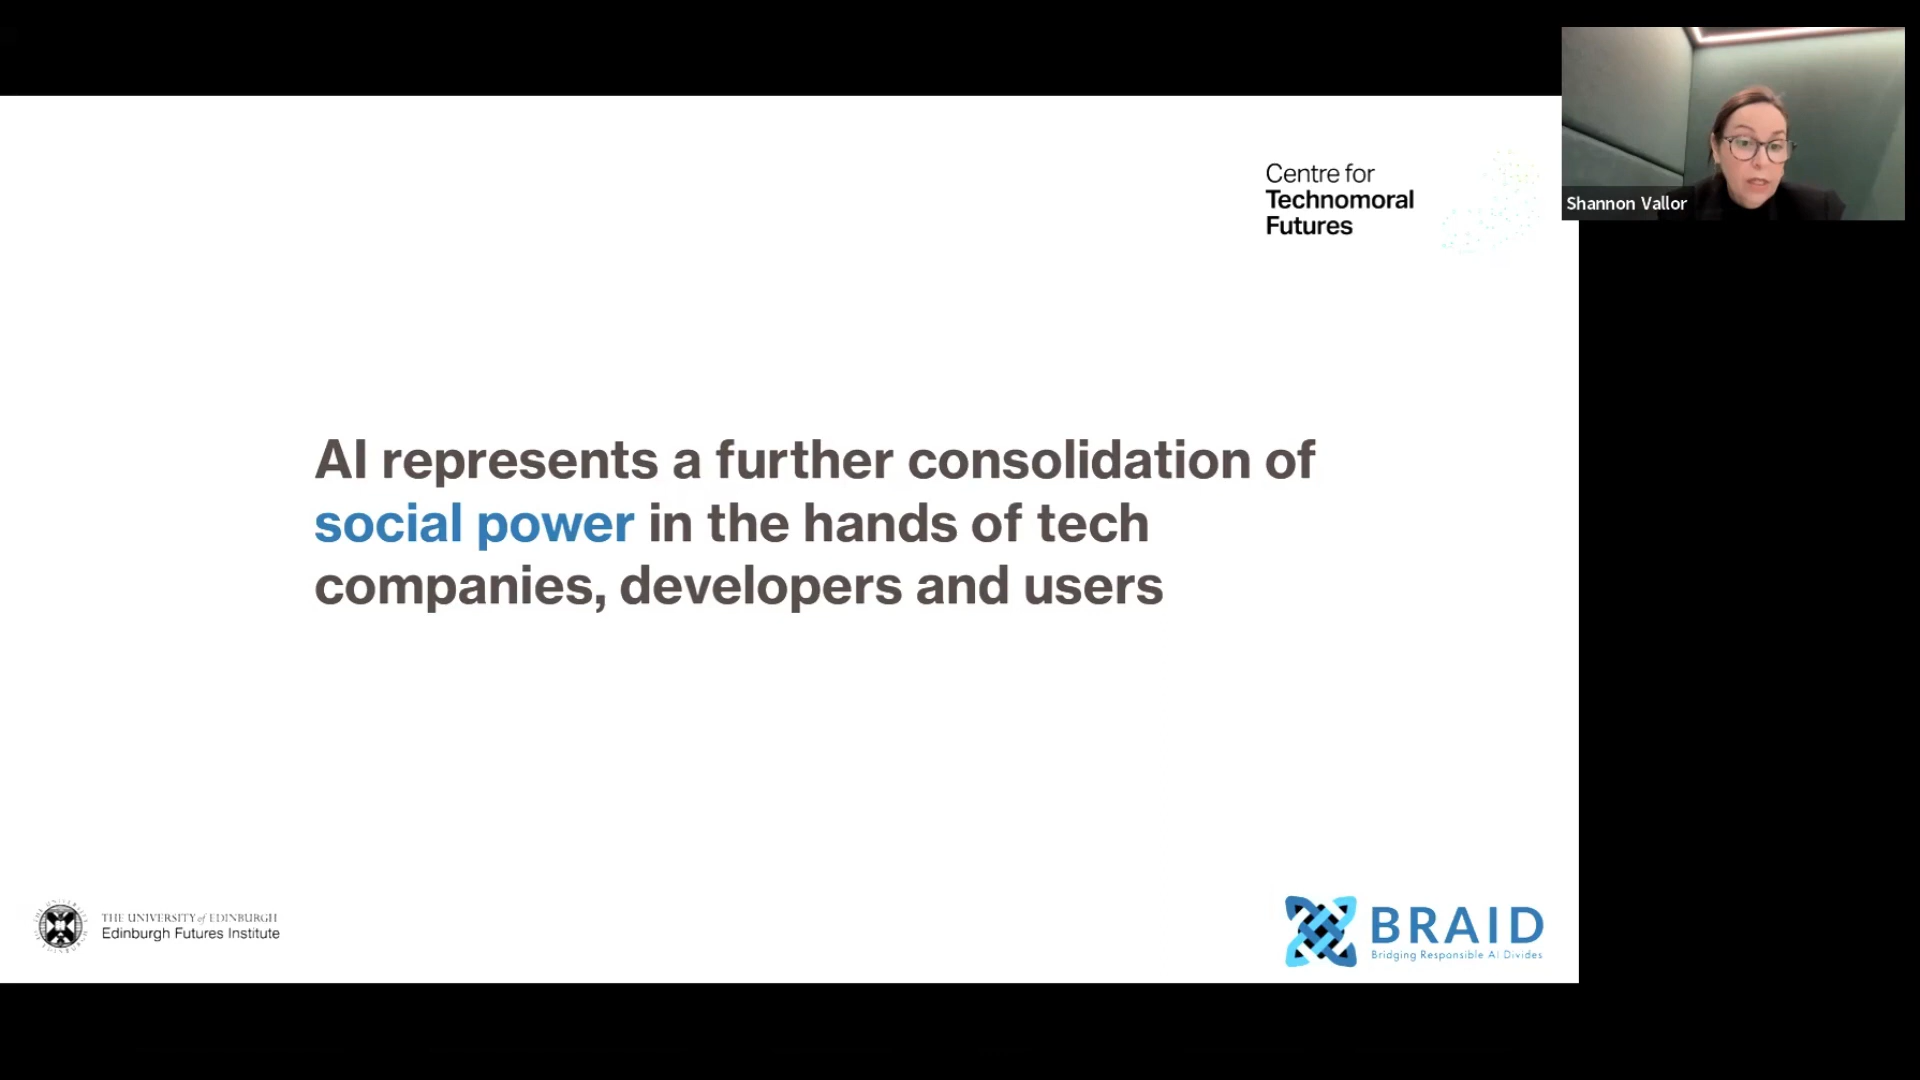 Centre for
Technomoral
Futures
Shannon Vallor
AI represents a further consolidation of
social power in the hands of tech
companies, developers and users
THE UNIVERSITY of EDINBURGH
Edinburgh Futures Institute
BRAID
Bridging Responsible AI Divides